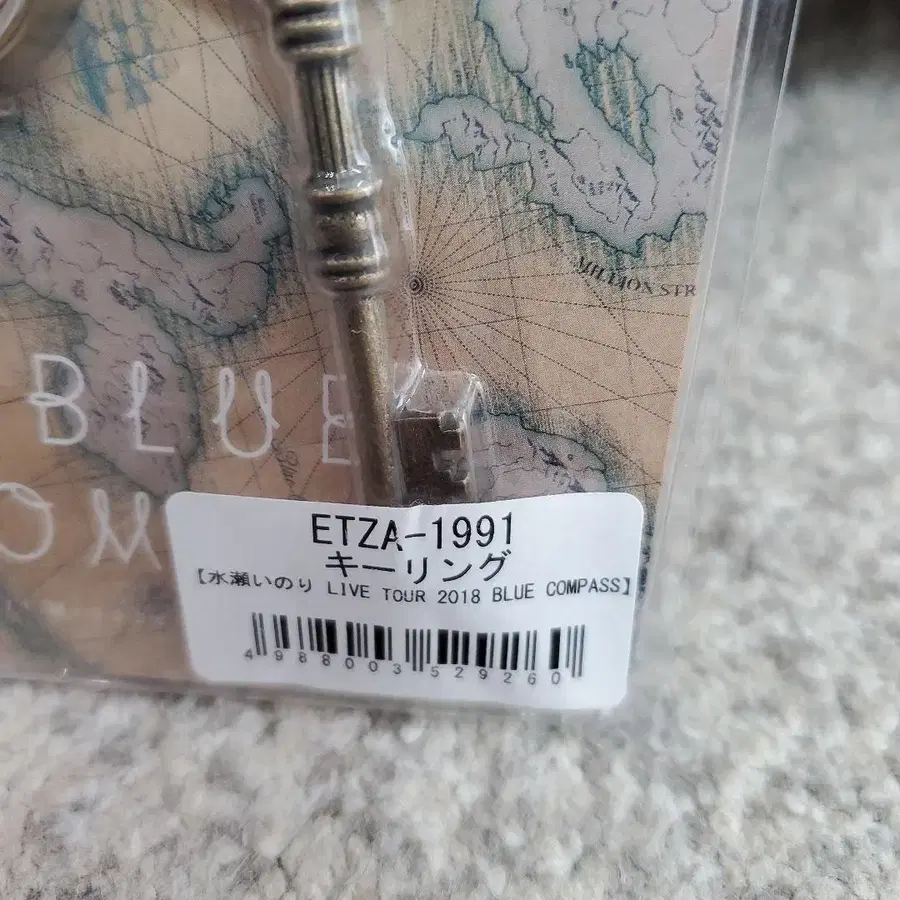 MILLION STR
BLUE
OM
ETZA-1991
キーリング
【水瀬いのり LIVE TOUR 2018 BLUE COMPASS】
4988003529260